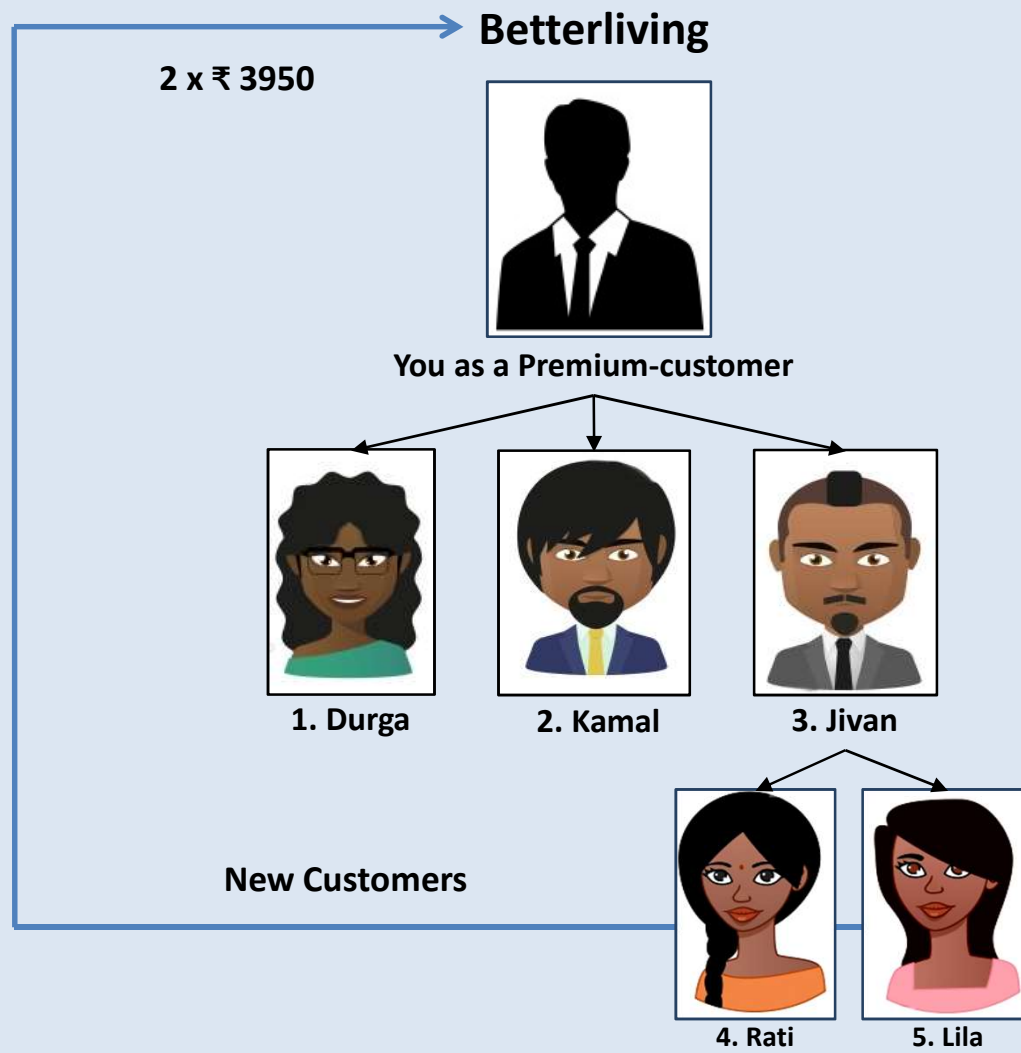 Betterliving
2 x ₹ 3950
You as a Premium-customer
1. Durga
2. Kamal
3. Jivan
New Customers
4. Rati
5. Lila